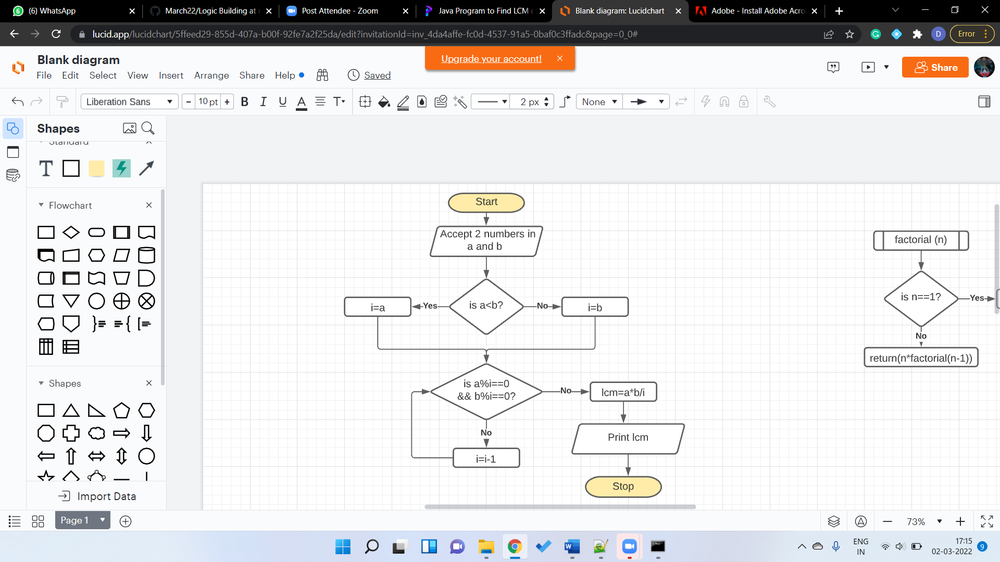 (6) WhatsApp
March22/Logic Building at
Post Attendee - Zoom
Java Program to Find LCM
Blank diagram: Lucidchart
Adobe - Install Adobe Acro
lucid.app/lucidchart/5ffeed29-855d-407a-b00f-92fe7a2f25da/edit?invitationId=inv_4da4affe-fc0d-4537-91a5-0baf0c3ffadc&page=0_0#
D
Error
Blank diagram
Upgrade your account!
File Edit Select View Insert Arrange Share Help
Saved
Share
Liberation Sans
- 10 pt +
B I U A T
2 px
None
Shapes
Standard
T
Flowchart
Shapes
Import Data
Start
Accept 2 numbers in
a and b
i=a
Yes
is a<b?
No
i=b
is a%i==0
&& b%i==0?
No
lcm=a*b/i
No
i=i-1
Print lcm
Stop
factorial (n)
is n==1?
Yes
No
return(n*factorial(n-1))
Page 1
73%
ENG
IN
17:15
02-03-2022
9